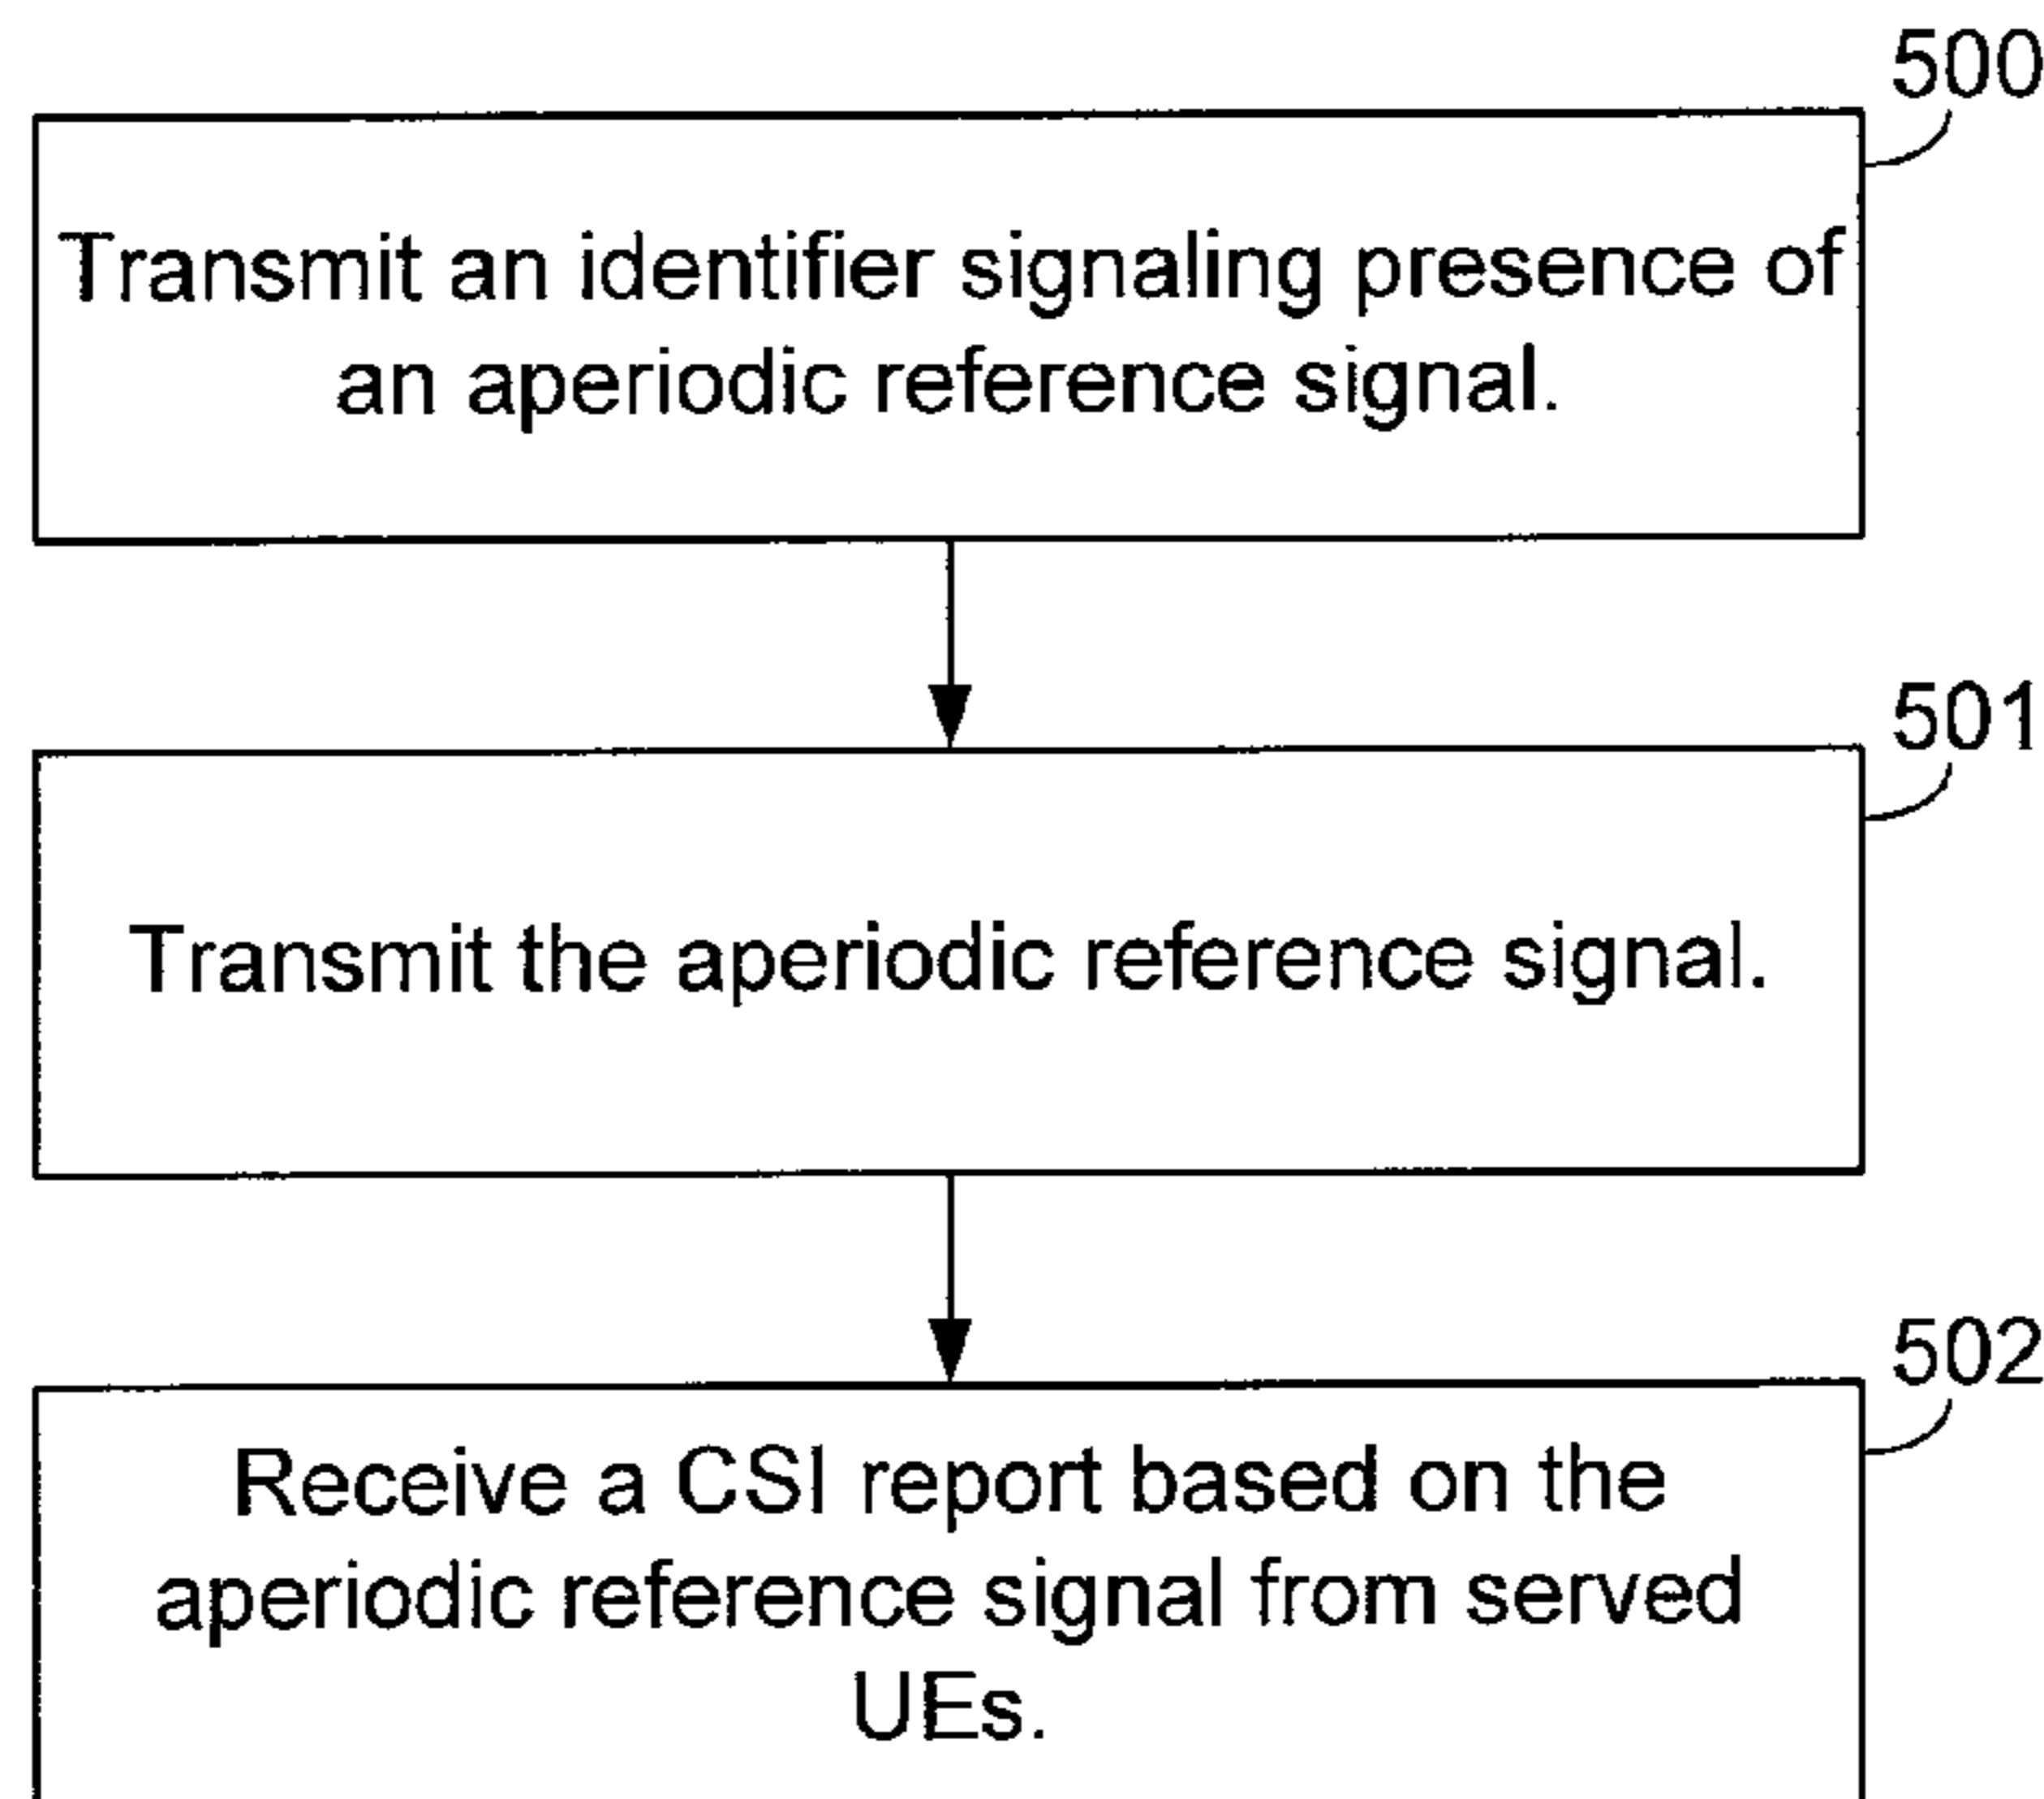 500
Transmit an identifier signaling presence of
an aperiodic reference signal.
501
Transmit the aperiodic reference signal.
502
Receive a CSI report based on the
aperiodic reference signal from served
UEs.